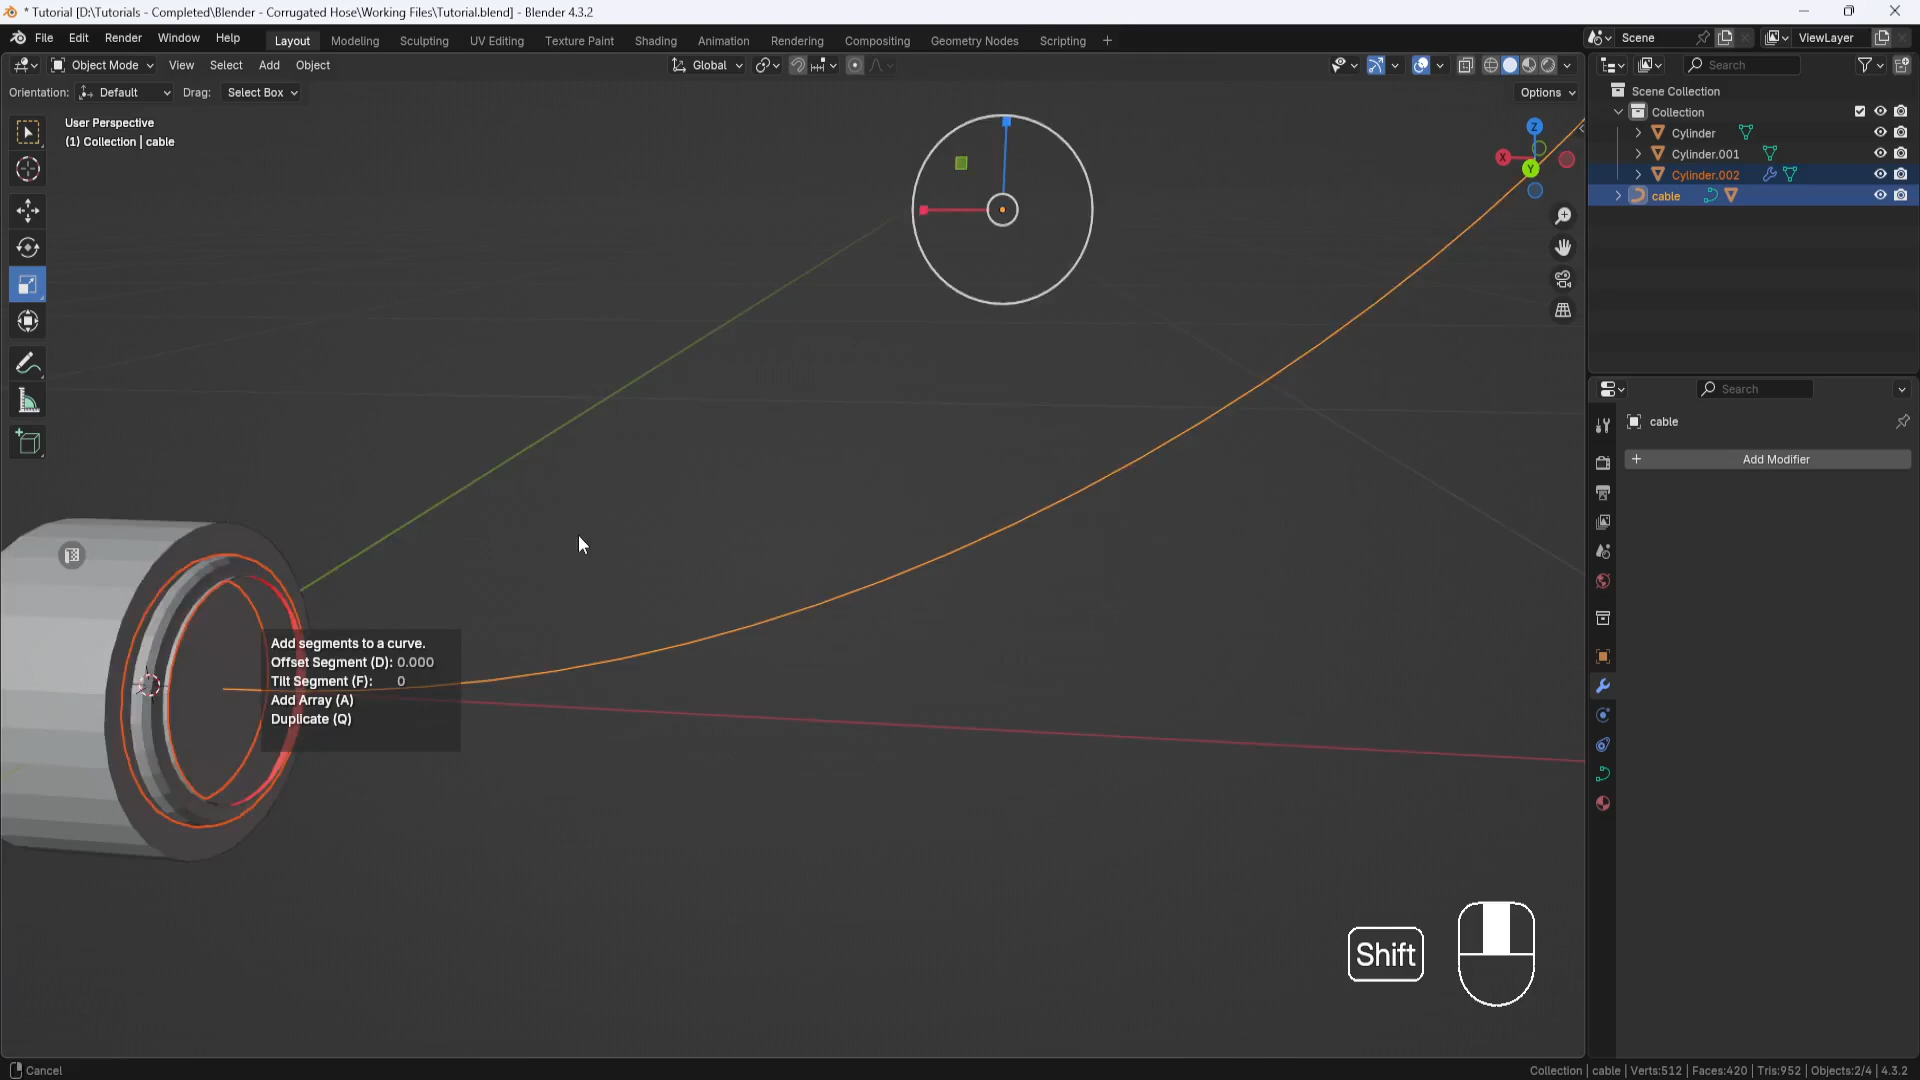 * Tutorial [D:\Tutorials - Completed\Blender - Corrugated Hose\Working Files\Tutorial.blend] - Blender 4.3.2
File Edit Render Window Help Layout Modeling Sculpting UV Editing Texture Paint Shading Animation Rendering Compositing Geometry Nodes Scripting + Scene ViewLayer
Object Mode View Select Add Object Global Search
Orientation: Default Drag: Select Box Options
Scene Collection
Collection
Cylinder
Cylinder.001
Cylinder.002
cable
User Perspective
(1) Collection | cable
Z
X
Y
Search
cable
+ Add Modifier
Add segments to a curve.
Offset Segment (D): 0.000
Tilt Segment (F): 0
Add Array (A)
Duplicate (Q)
Shift
Cancel Collection | cable | Verts:512 | Faces:420 | Tris:952 | Objects:2/4 | 4.3.2